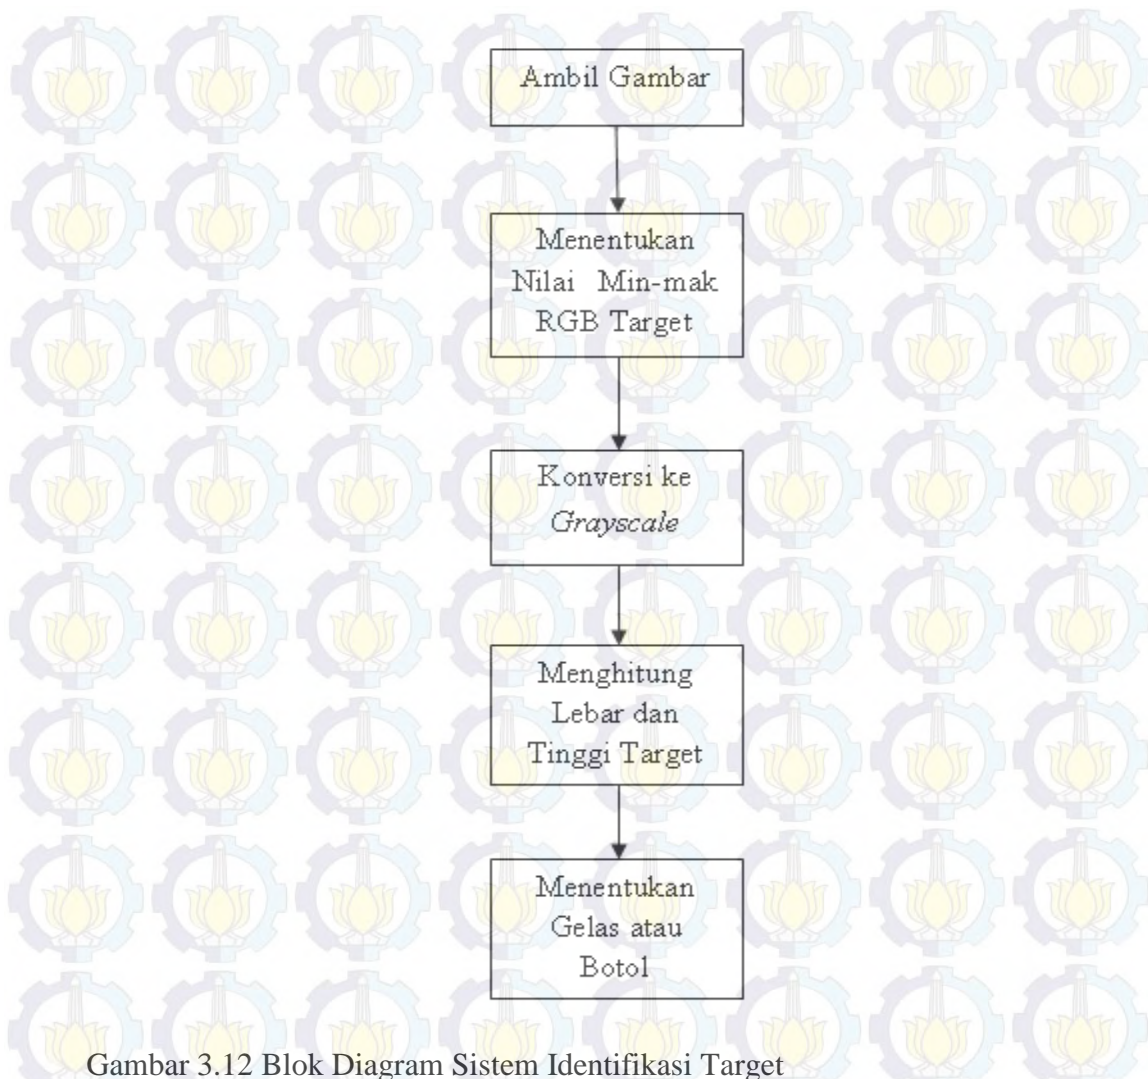 Ambil Gambar
Menentukan
Nilai Min-mak
RGB Target
Konversi ke
Grayscale
Menghitung
Lebar dan
Tinggi Target
Menentukan
Gelas atau
Botol
Gambar 3.12 Blok Diagram Sistem Identifikasi Target